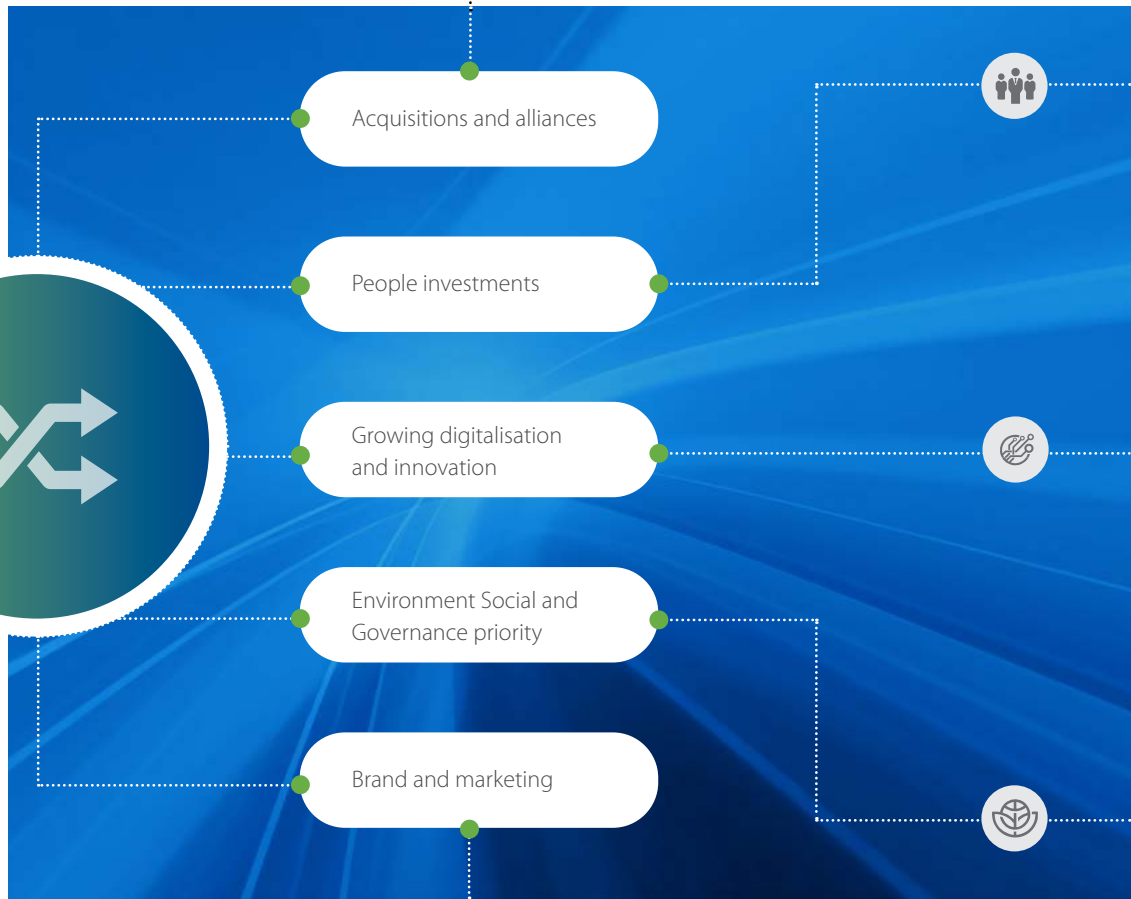 Acquisitions and alliances
People investments
Growing digitalisation
and innovation
Environment Social and
Governance priority
Brand and marketing